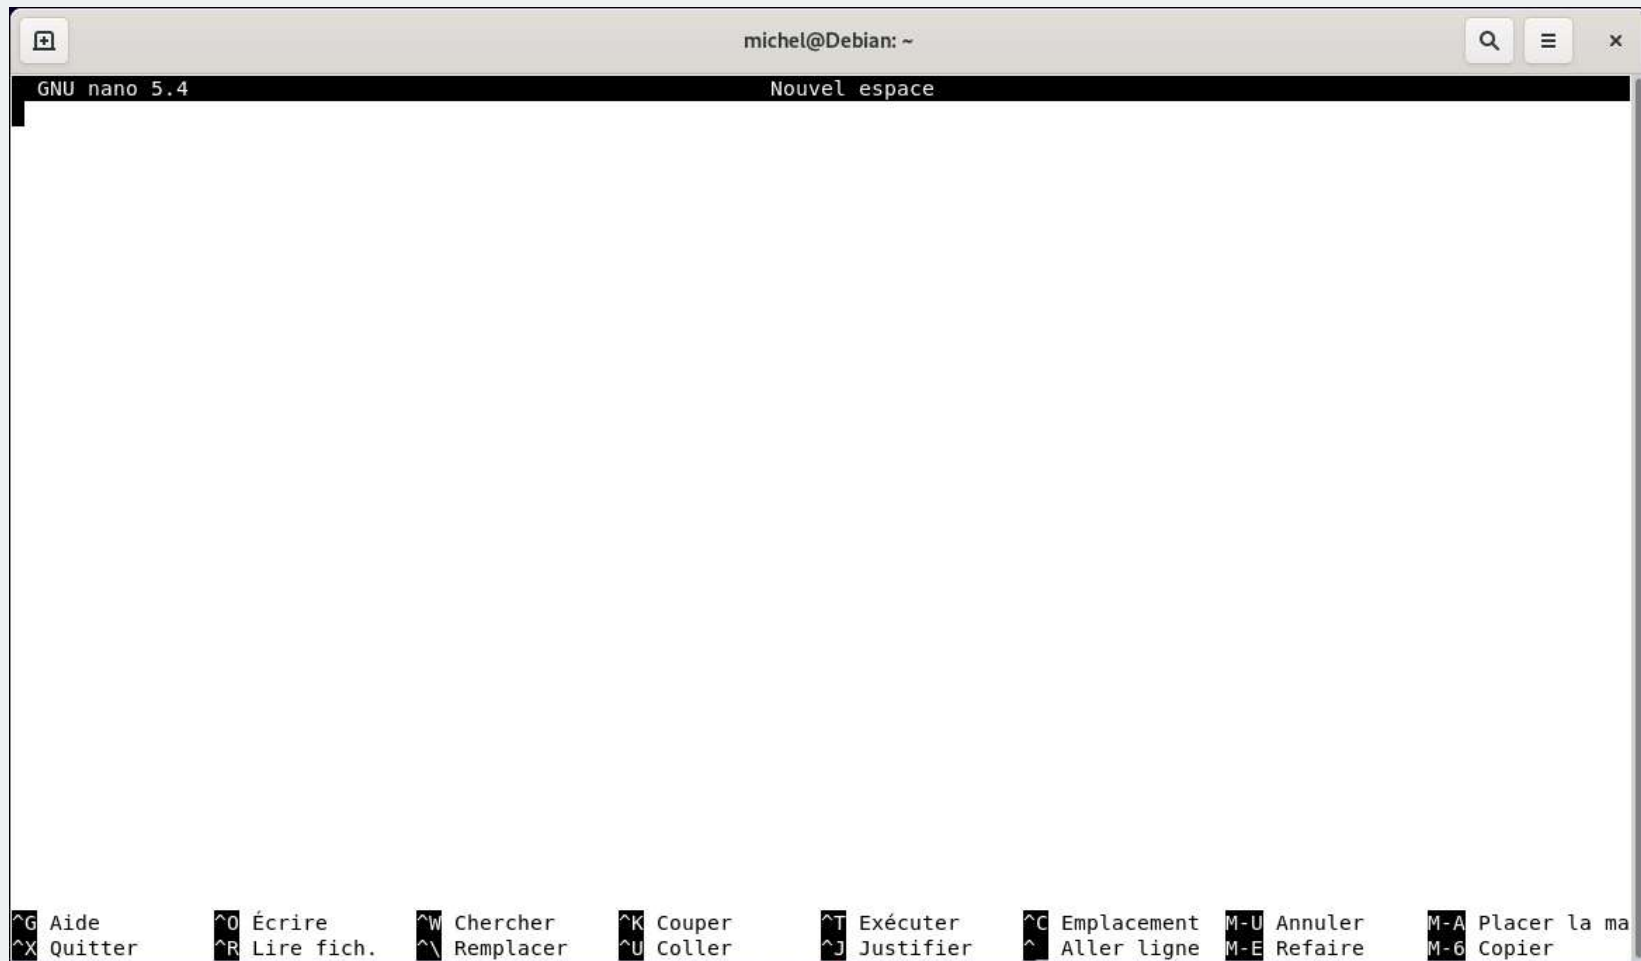 michel@Debian: ~
GNU nano 5.4 Nouvel espace
^G Aide ^O Écrire ^W Chercher ^K Couper ^T Exécuter ^C Emplacement M-U Annuler M-A Placer la ma
^X Quitter ^R Lire fich. ^\ Remplacer ^U Coller ^J Justifier ^_ Aller ligne M-E Refaire M-6 Copier